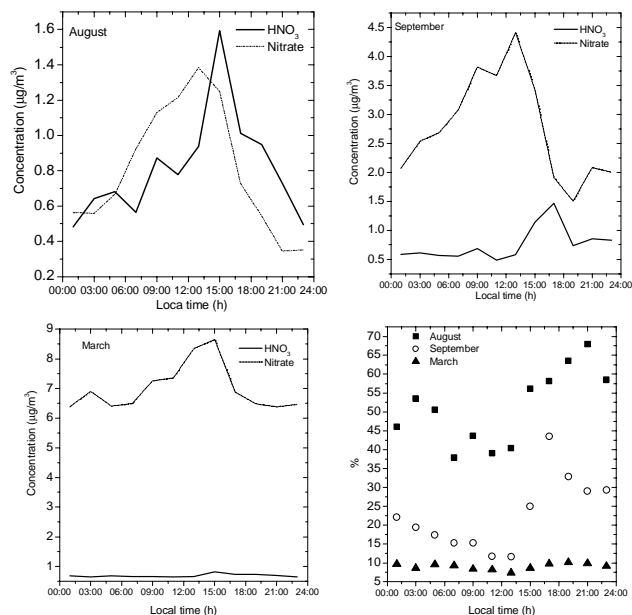 August
HNO₃
Nitrate
Concentration (µg/m³)
1.6
1.4
1.2
1.0
0.8
0.6
0.4
0.2
00:00 03:00 06:00 09:00 12:00 15:00 18:00 21:00 24:00
Loca time (h)
September
HNO₃
Nitrate
Concentration (µg/m³)
4.5
4.0
3.5
3.0
2.5
2.0
1.5
1.0
0.5
00:00 03:00 06:00 09:00 12:00 15:00 18:00 21:00 24:00
Local time (h)
March
HNO₃
Nitrate
Concentration (µg/m³)
9
8
7
6
5
4
3
2
1
0
00:00 03:00 06:00 09:00 12:00 15:00 18:00 21:00 24:00
Local time (h)
August
September
March
%
70
65
60
55
50
45
40
35
30
25
20
15
10
5
00:00 03:00 06:00 09:00 12:00 15:00 18:00 21:00 24:00
Local time (h)